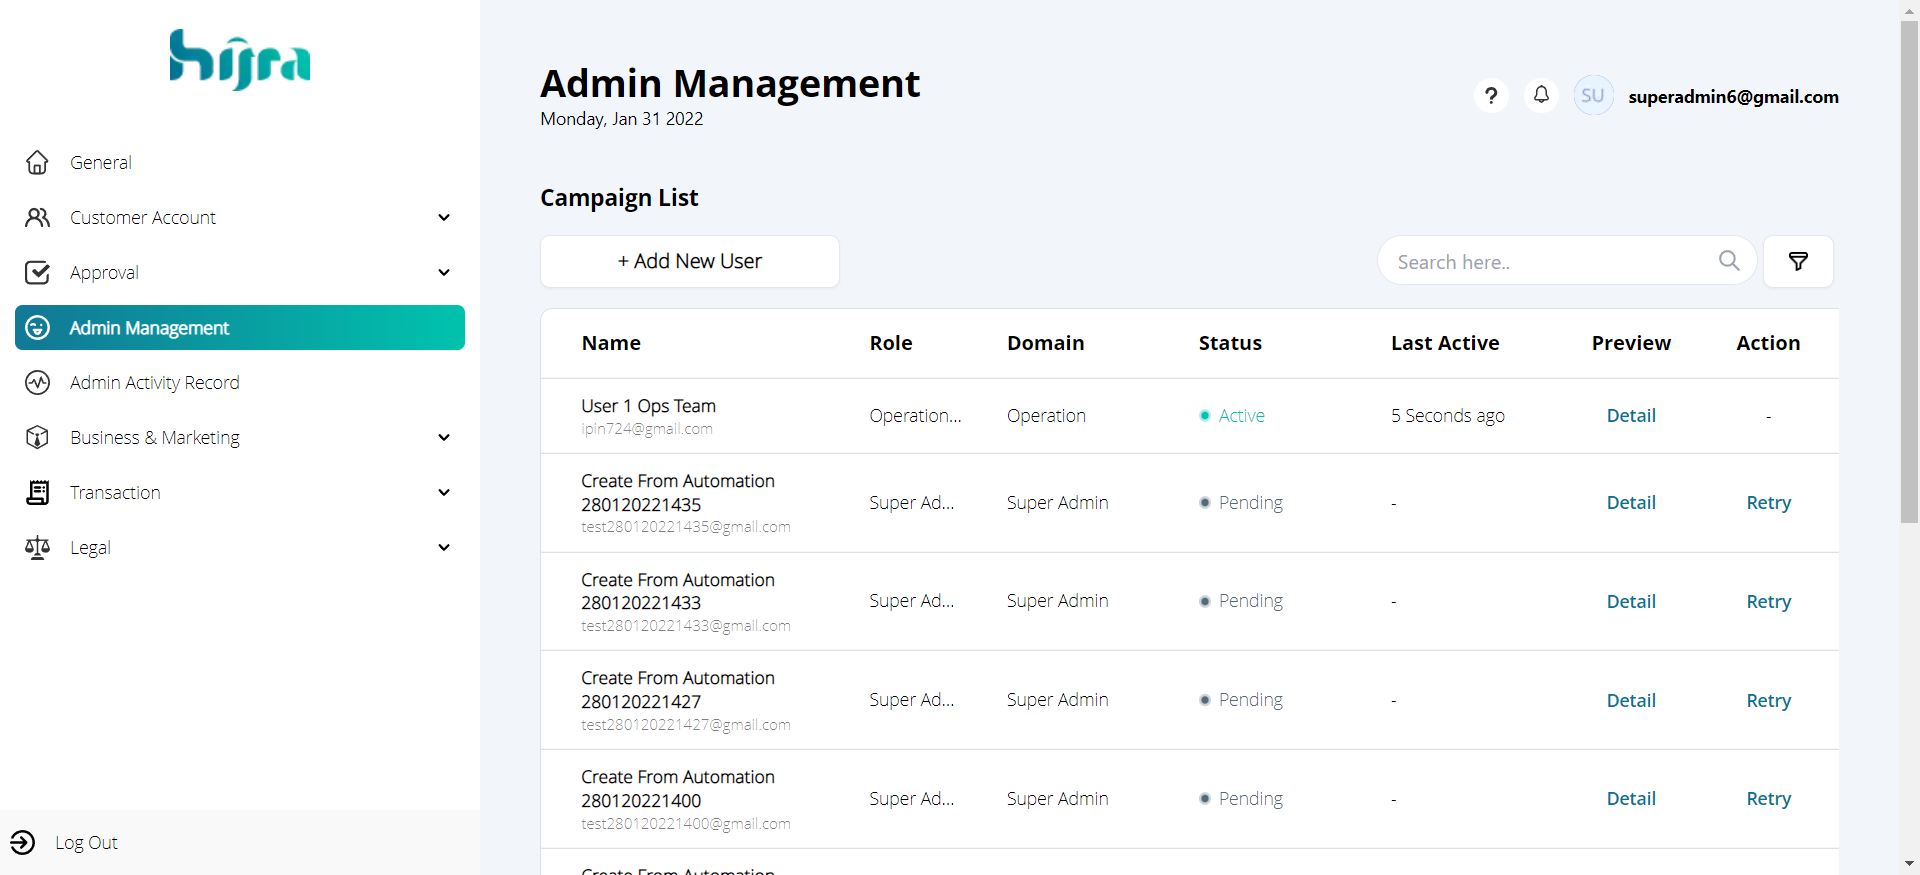 hijra
General
Customer Account
Approval
Admin Management
Admin Activity Record
Business & Marketing
Transaction
Legal
Log Out
Admin Management
Monday, Jan 31 2022
?
SU
superadmin6@gmail.com
Campaign List
+ Add New User
Search here..
Name Role Domain Status Last Active Preview Action
User 1 Ops Team
ipin724@gmail.com
Operation... Operation Active 5 Seconds ago Detail -
Create From Automation
280120221435
test280120221435@gmail.com
Super Ad... Super Admin Pending - Detail Retry
Create From Automation
280120221433
test280120221433@gmail.com
Super Ad... Super Admin Pending - Detail Retry
Create From Automation
280120221427
test280120221427@gmail.com
Super Ad... Super Admin Pending - Detail Retry
Create From Automation
280120221400
test280120221400@gmail.com
Super Ad... Super Admin Pending - Detail Retry
Create From Automation